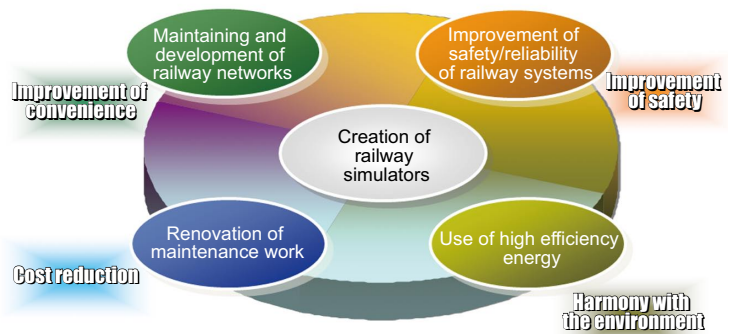 Maintaining and
development of
railway networks
Improvement of
safety/reliability
of railway systems
Improvement of
convenience
Improvement
of safety
Creation of
railway
simulators
Renovation of
maintenance work
Use of high efficiency
energy
Cost reduction
Harmony with
the environment